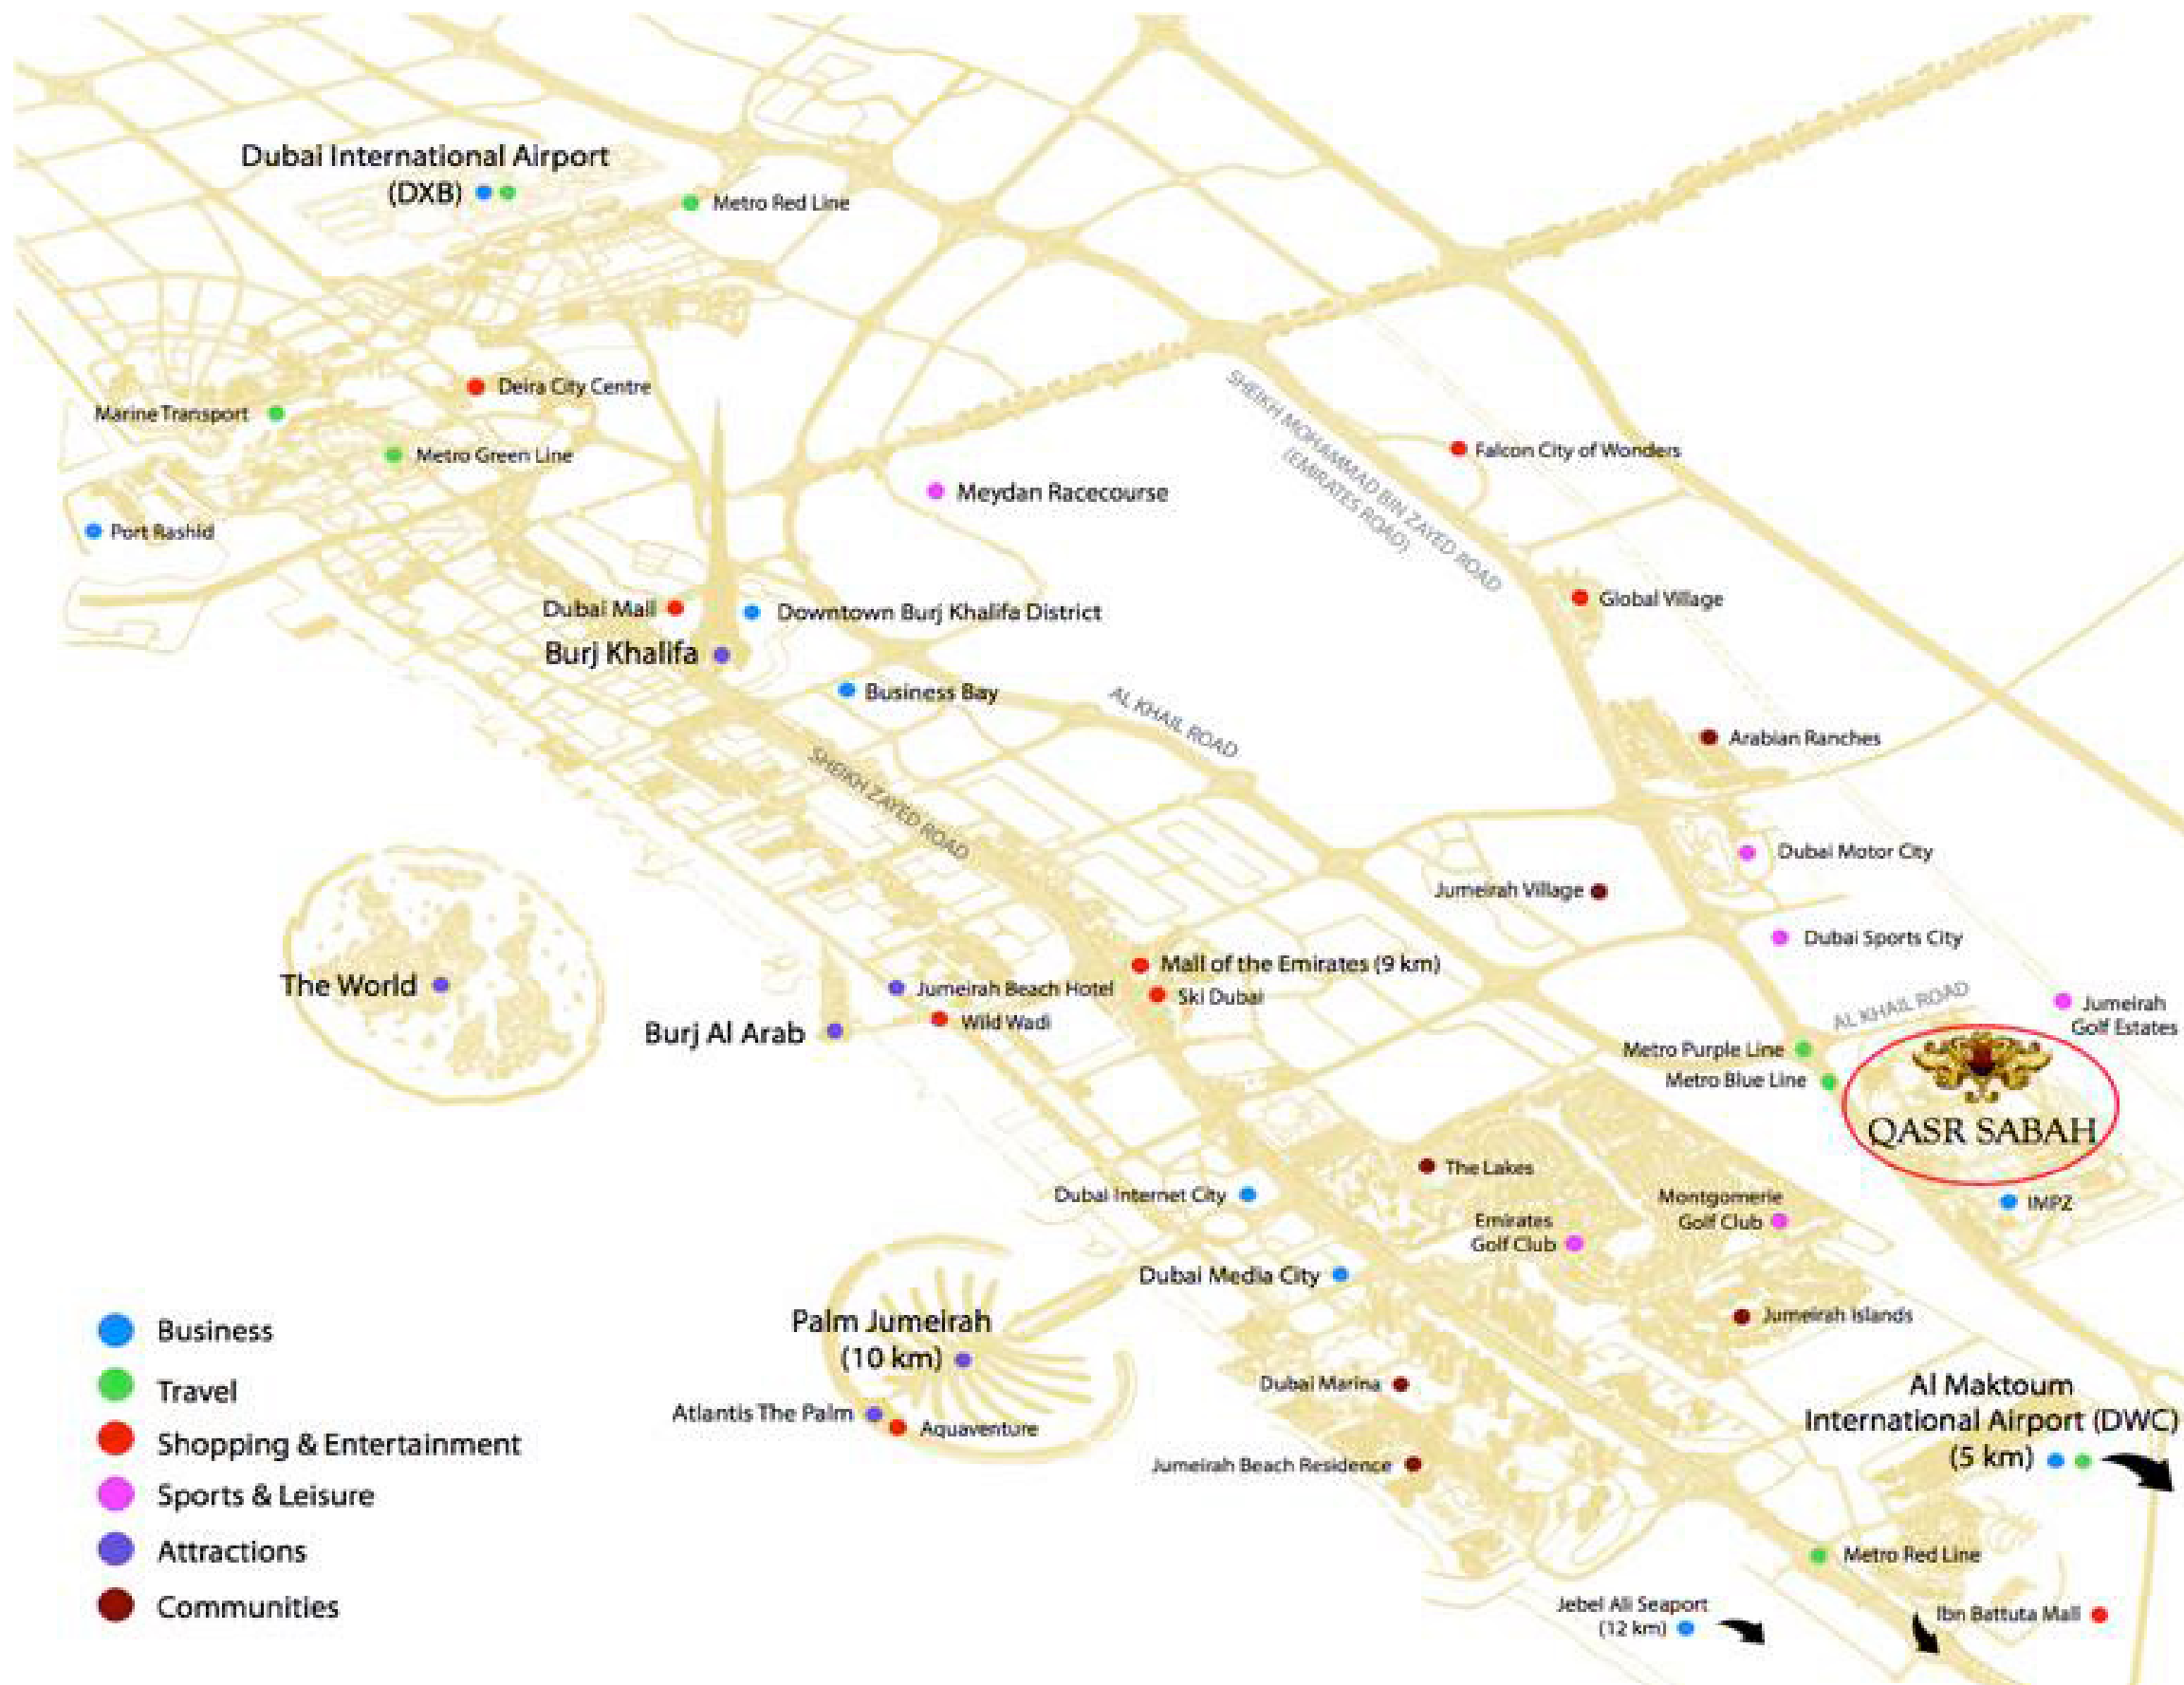 Dubai International Airport
(DXB)
Metro Red Line
Deira City Centre
Marine Transport
Metro Green Line
Port Rashid
Meydan Racecourse
SHEIKH MOHAMMAD BIN ZAYED ROAD
(EMIRATES ROAD)
Falcon City of Wonders
Global Village
Dubai Mall
Downtown Burj Khalifa District
Burj Khalifa
Business Bay
AL KHAIL ROAD
SHEIKH ZAYED ROAD
Arabian Ranches
Dubai Motor City
Jumeirah Village
Dubai Sports City
Mall of the Emirates (9 km)
Ski Dubai
The World
Jumeirah Beach Hotel
Wild Wadi
Burj Al Arab
AL KHAIL ROAD
Jumeirah
Golf Estates
Metro Purple Line
Metro Blue Line
QASR SABAH
IMPZ
The Lakes
Dubai Internet City
Montgomerie
Golf Club
Emirates
Golf Club
Dubai Media City
Jumeirah Islands
Palm Jumeirah
(10 km)
Dubai Marina
Atlantis The Palm
Aquaventure
Jumeirah Beach Residence
Al Maktoum
International Airport (DWC)
(5 km)
Metro Red Line
Jebel Ali Seaport
(12 km)
Ibn Battuta Mall
Business
Travel
Shopping & Entertainment
Sports & Leisure
Attractions
Communities